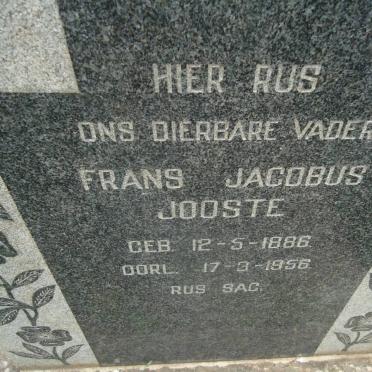 HIER RUS
ONS DIERBARE VADER
FRANS JACOBUS
JOOSTE
GEB. 12-5-1886
OORL. 17-3-1956
RUS SAG.